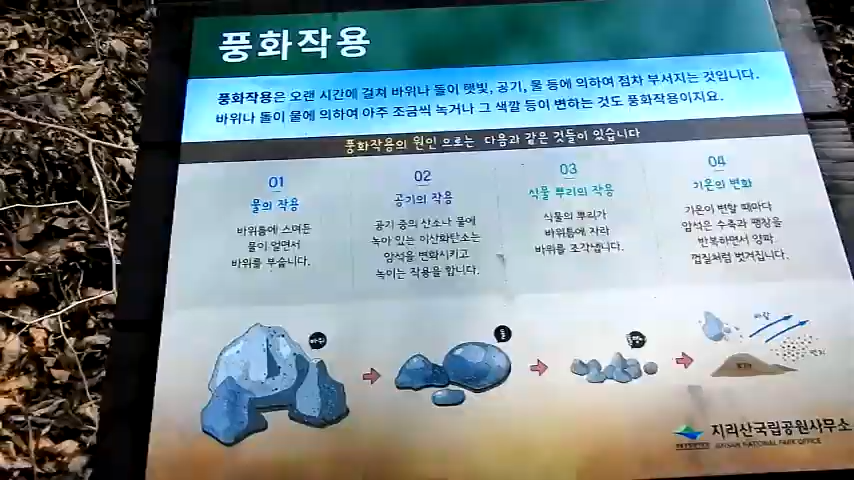 풍화작용
풍화작용은 오랜 시간에 걸쳐 바위나 돌이 햇빛, 공기, 물 등에 의하여 점차 부서지는 것입니다.
바위나 돌이 물에 의하여 아주 조금씩 녹거나 그 색깔 등이 변하는 것도 풍화작용이지요.
풍화작용의 원인 으로는 다음과 같은 것들이 있습니다
01
물의 작용
바위틈에 스며든
물이 얼면서
바위를 부숩니다.
02
공기의 작용
공기 중의 산소나 물에
녹아 있는 이산화탄소는
암석을 변화시키고
녹이는 작용을 합니다.
03
식물 뿌리의 작용
식물의 뿌리가
바위틈에 자라
바위를 조각냅니다.
04
기온의 변화
기온이 변할 때마다
암석은 수축과 팽창을
반복하면서 양파
껍질처럼 벗겨집니다.
바위
돌
바람
지리산국립공원사무소
JIRISAN NATIONAL PARK OFFICE